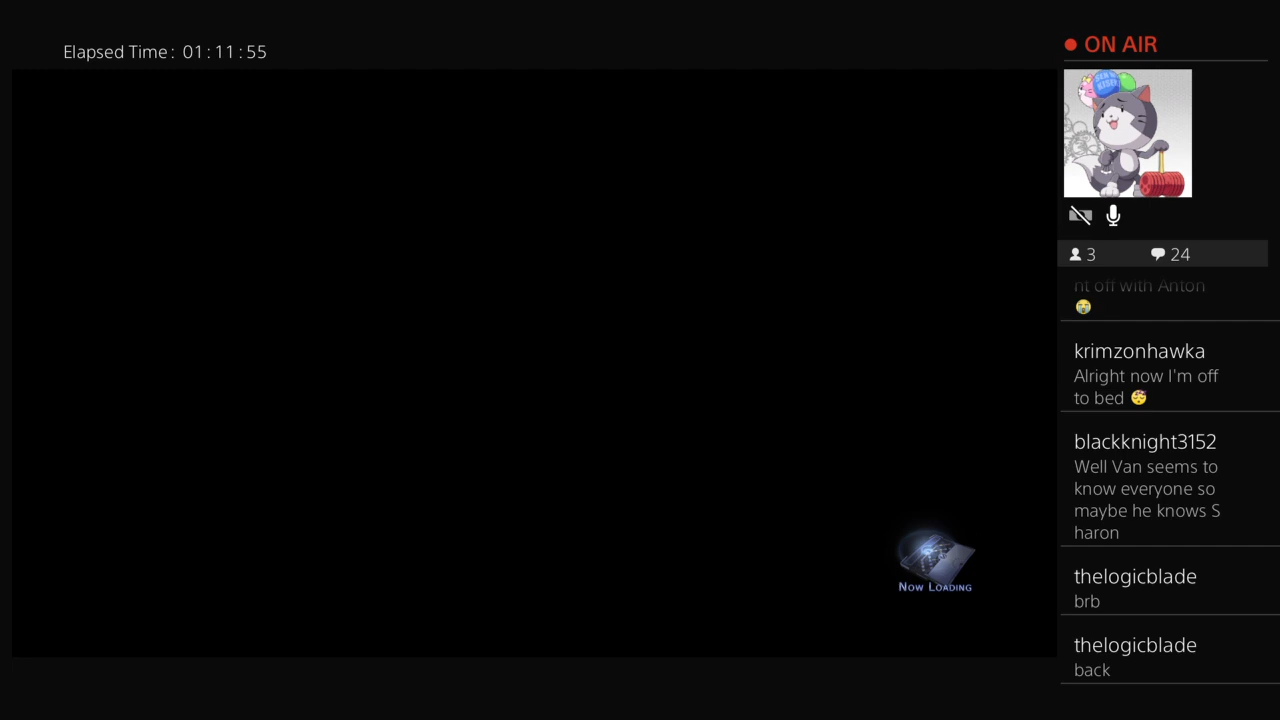 Elapsed Time: 01:11:55
ON AIR
3
24
nt off with Anton
😭
krimzonhawka
Alright now I'm off
to bed 😴
blackknight3152
Well Van seems to
know everyone so
maybe he knows S
haron
Now Loading
thelogicblade
brb
thelogicblade
back